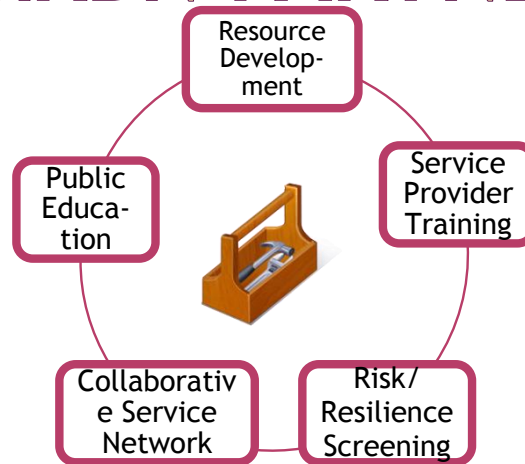 Resource
Develop-
ment
Service
Provider
Training
Risk/
Resilience
Screening
Collaborativ
e Service
Network
Public
Educa-
tion